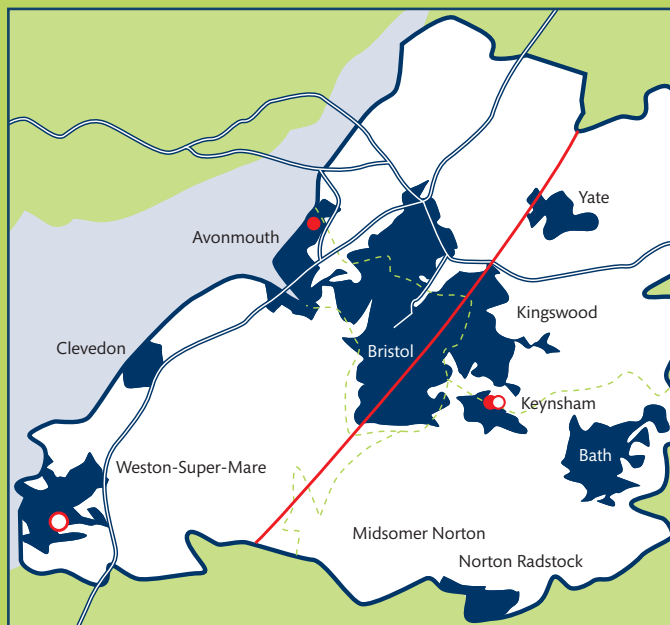 Yate
Avonmouth
Kingswood
Clevedon
Bristol
Keynsham
Bath
Weston-Super-Mare
Midsomer Norton
Norton Radstock